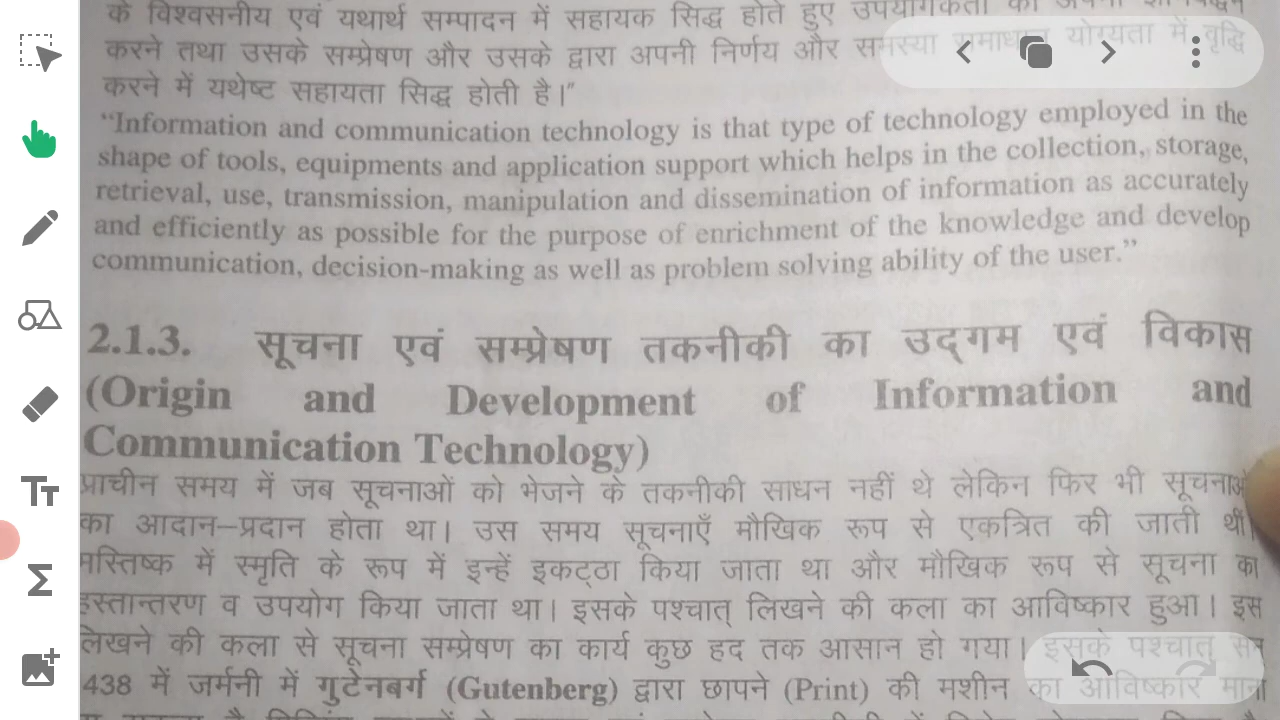 के विश्वसनीय एवं यथार्थ सम्पादन में सहायक सिद्ध होते हुए
करने तथा उसके सम्प्रेषण और उसके द्वारा अपनी निर्णय और समस्या समाधान योग्यता में वृद्धि
करने में यथेष्ट सहायता सिद्ध होती है।"
“Information and communication technology is that type of technology employed in the
shape of tools, equipments and application support which helps in the collection, storage,
retrieval, use, transmission, manipulation and dissemination of information as accurately
and efficiently as possible for the purpose of enrichment of the knowledge and develop
communication, decision-making as well as problem solving ability of the user.”
2.1.3. सूचना एवं सम्प्रेषण तकनीकी का उद्गम एवं विकास
(Origin and Development of Information and
Communication Technology)
प्राचीन समय में जब सूचनाओं को भेजने के तकनीकी साधन नहीं थे लेकिन फिर भी
का आदान–प्रदान होता था। उस समय सूचनाएँ मौखिक रूप से एकत्रित की जाती थीं।
मस्तिष्क में स्मृति के रूप में इन्हें इकट्ठा किया जाता था और मौखिक रूप से सूचना का
हस्तान्तरण व उपयोग किया जाता था। इसके पश्चात् लिखने की कला का आविष्कार हुआ। इस
लिखने की कला से सूचना सम्प्रेषण का कार्य कुछ हद तक आसान हो गया। इसके पश्चात् सन्
438 में जर्मनी में गुटेनबर्ग (Gutenberg) द्वारा छापने (Print) की मशीन का आविष्कार माना